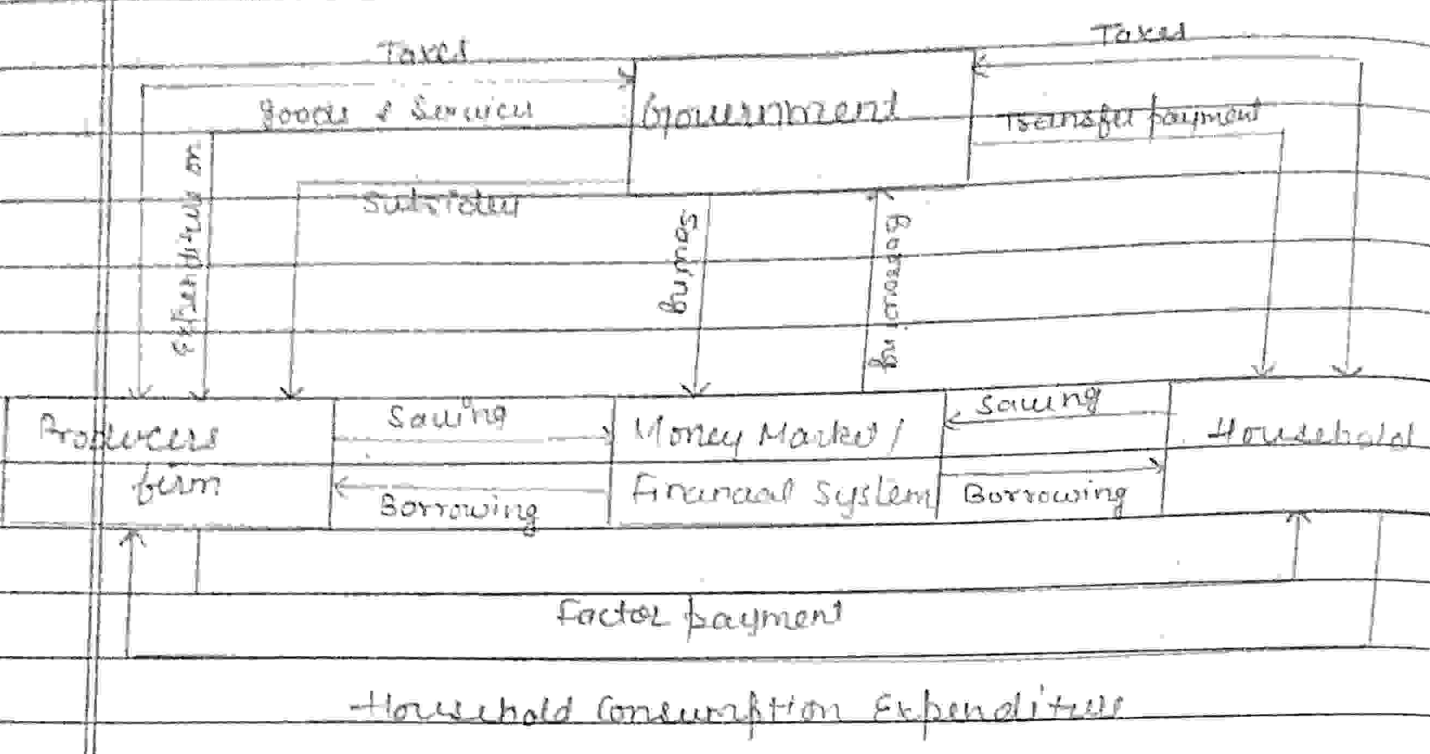 Taxes
Taxes
Goods & Services
Government
Transfer payment
Subsidies
Expenditure on
Saving
Borrowing
Producers
firm
Saving
Borrowing
Money Market /
Financial System
Saving
Borrowing
Household
Factor payment
Household Consumption Expenditure